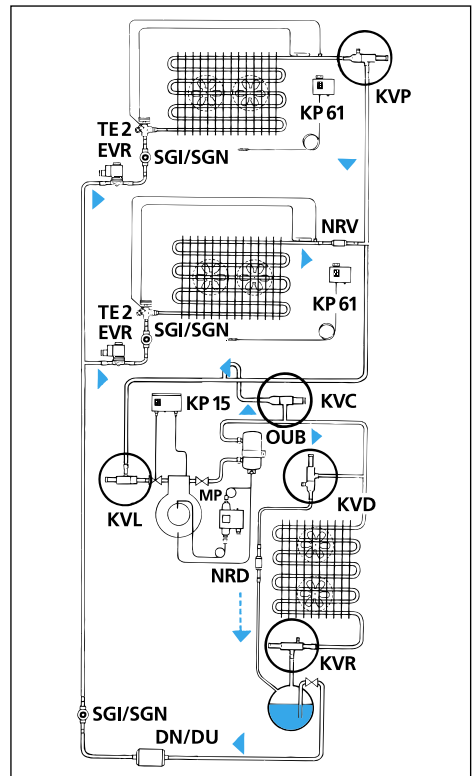 KVP
KP 61
TE 2
EVR
SGI/SGN
NRV
KP 61
TE 2
EVR
SGI/SGN
KP 15
KVC
OUB
KVL
MP
KVD
NRD
KVR
SGI/SGN
DN/DU